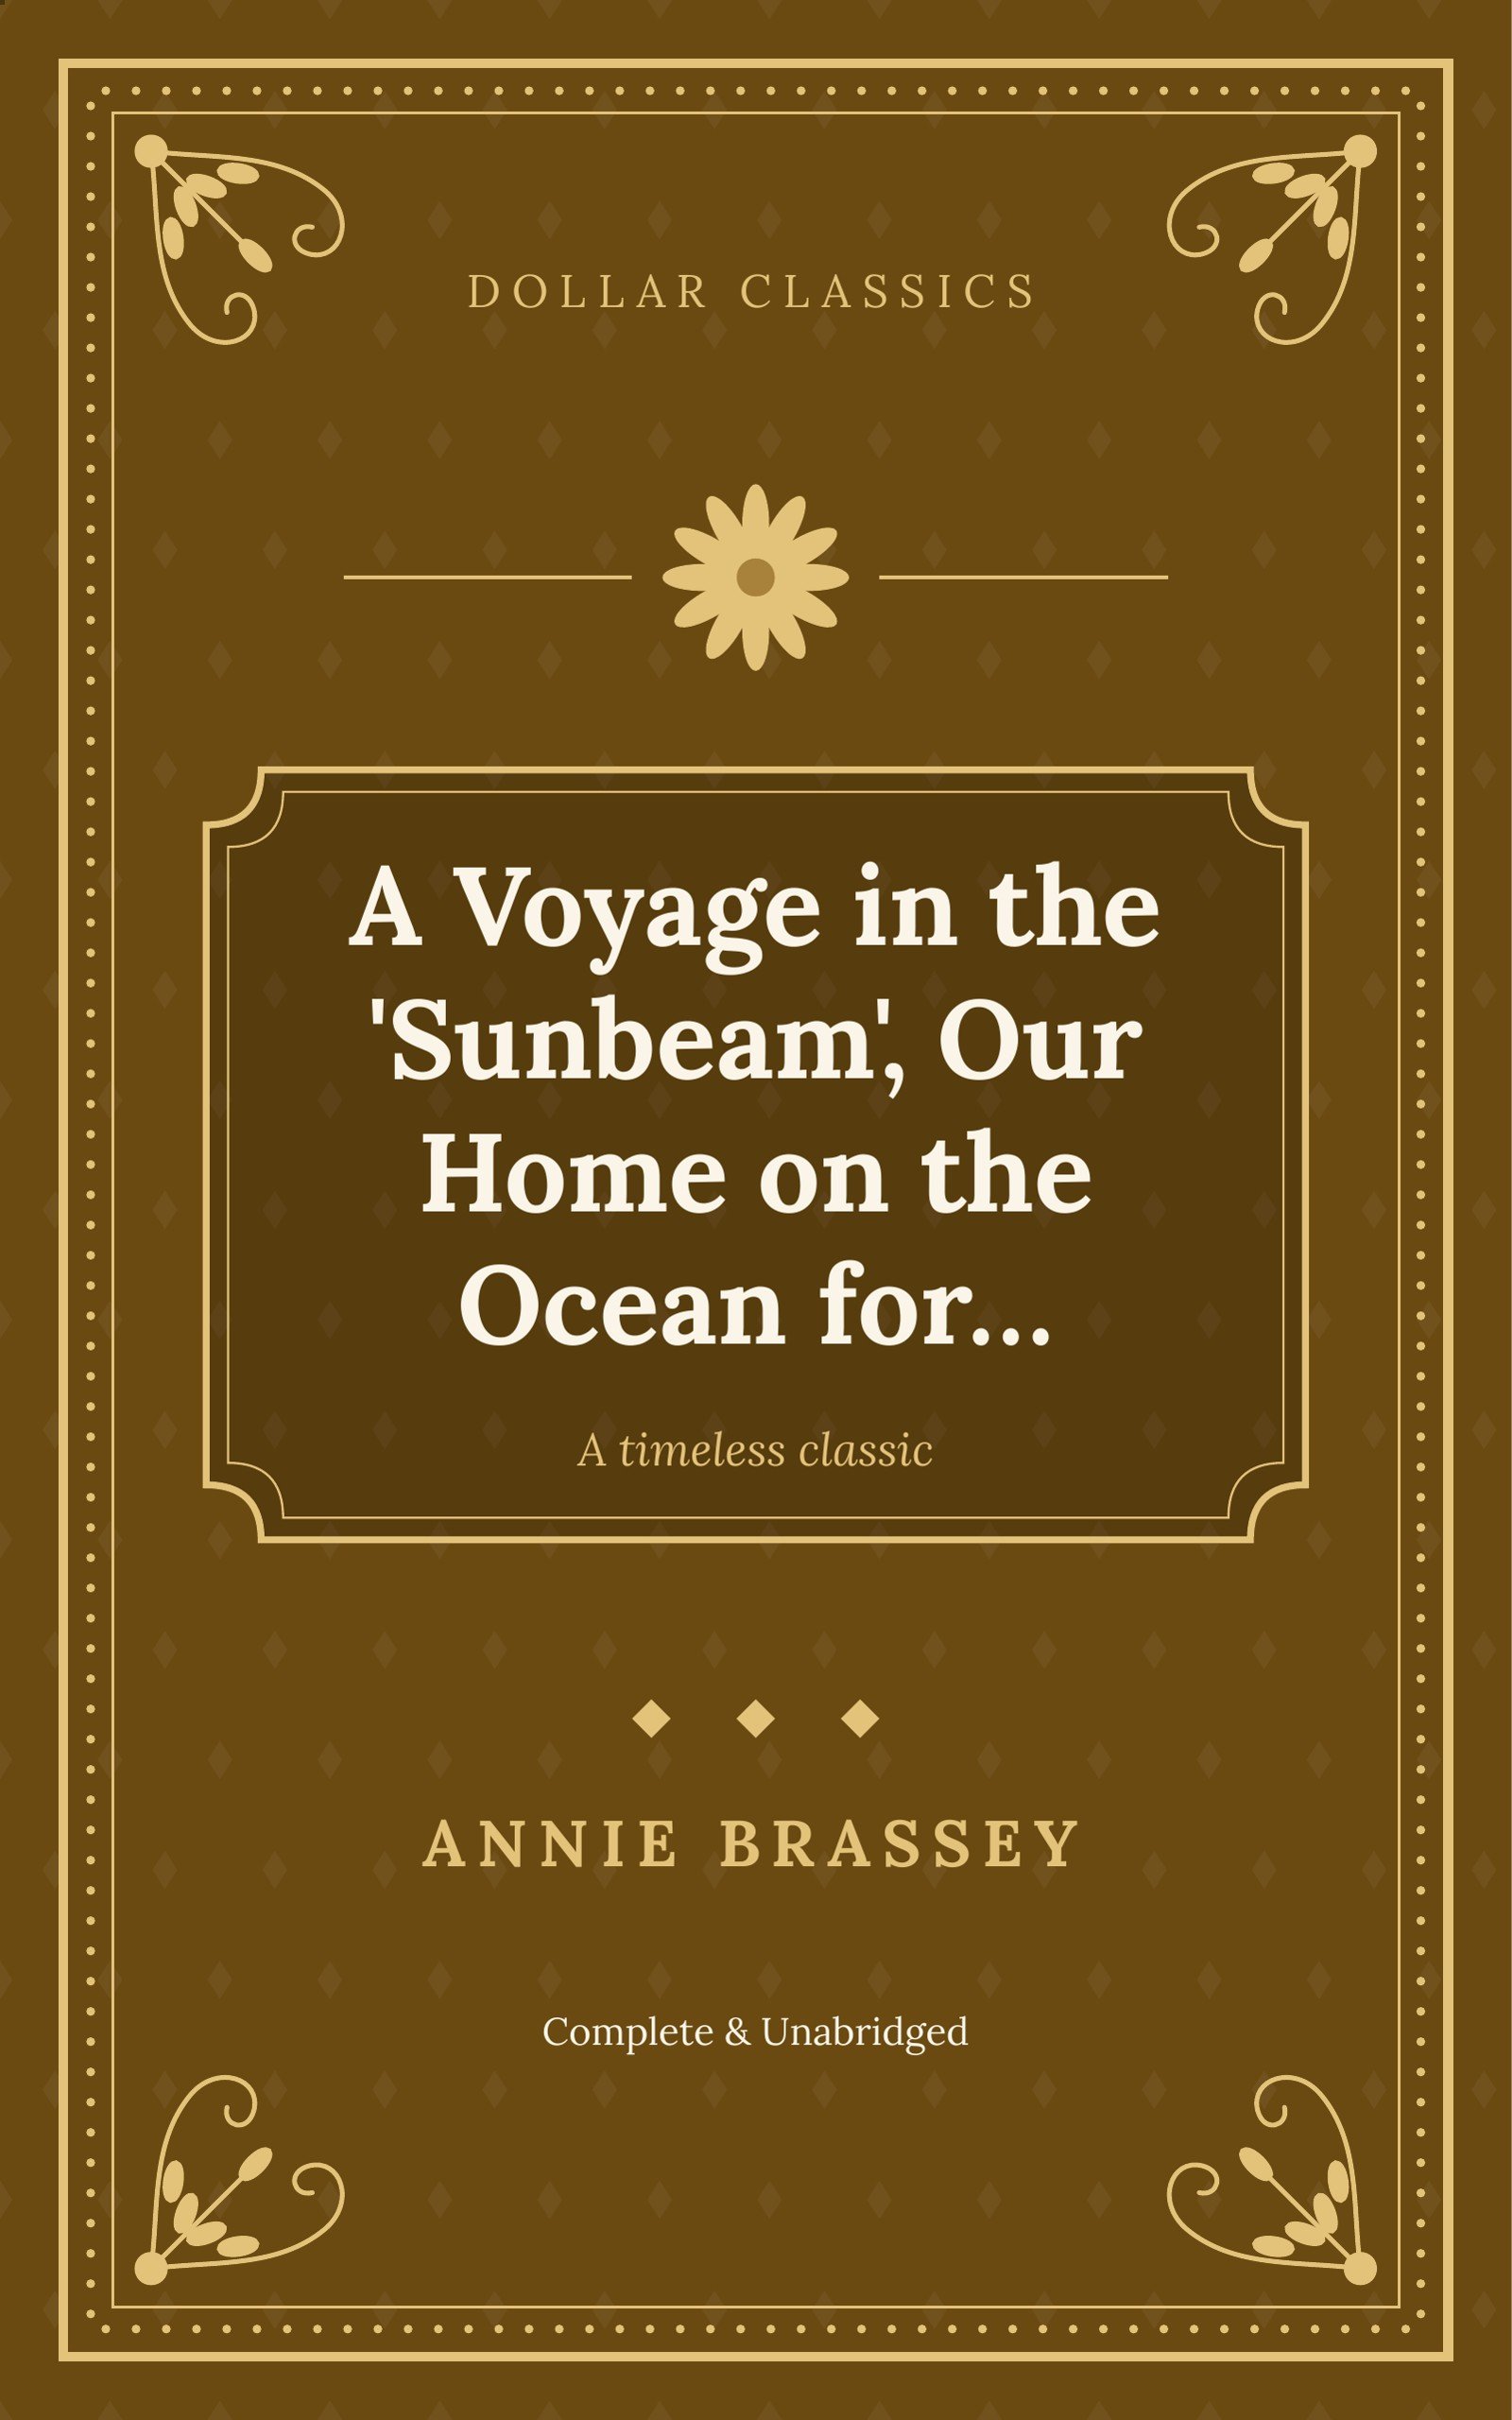 DOLLAR CLASSICS
A Voyage in the
'Sunbeam', Our
Home on the
Ocean for...
A timeless classic
ANNIE BRASSEY
Complete & Unabridged